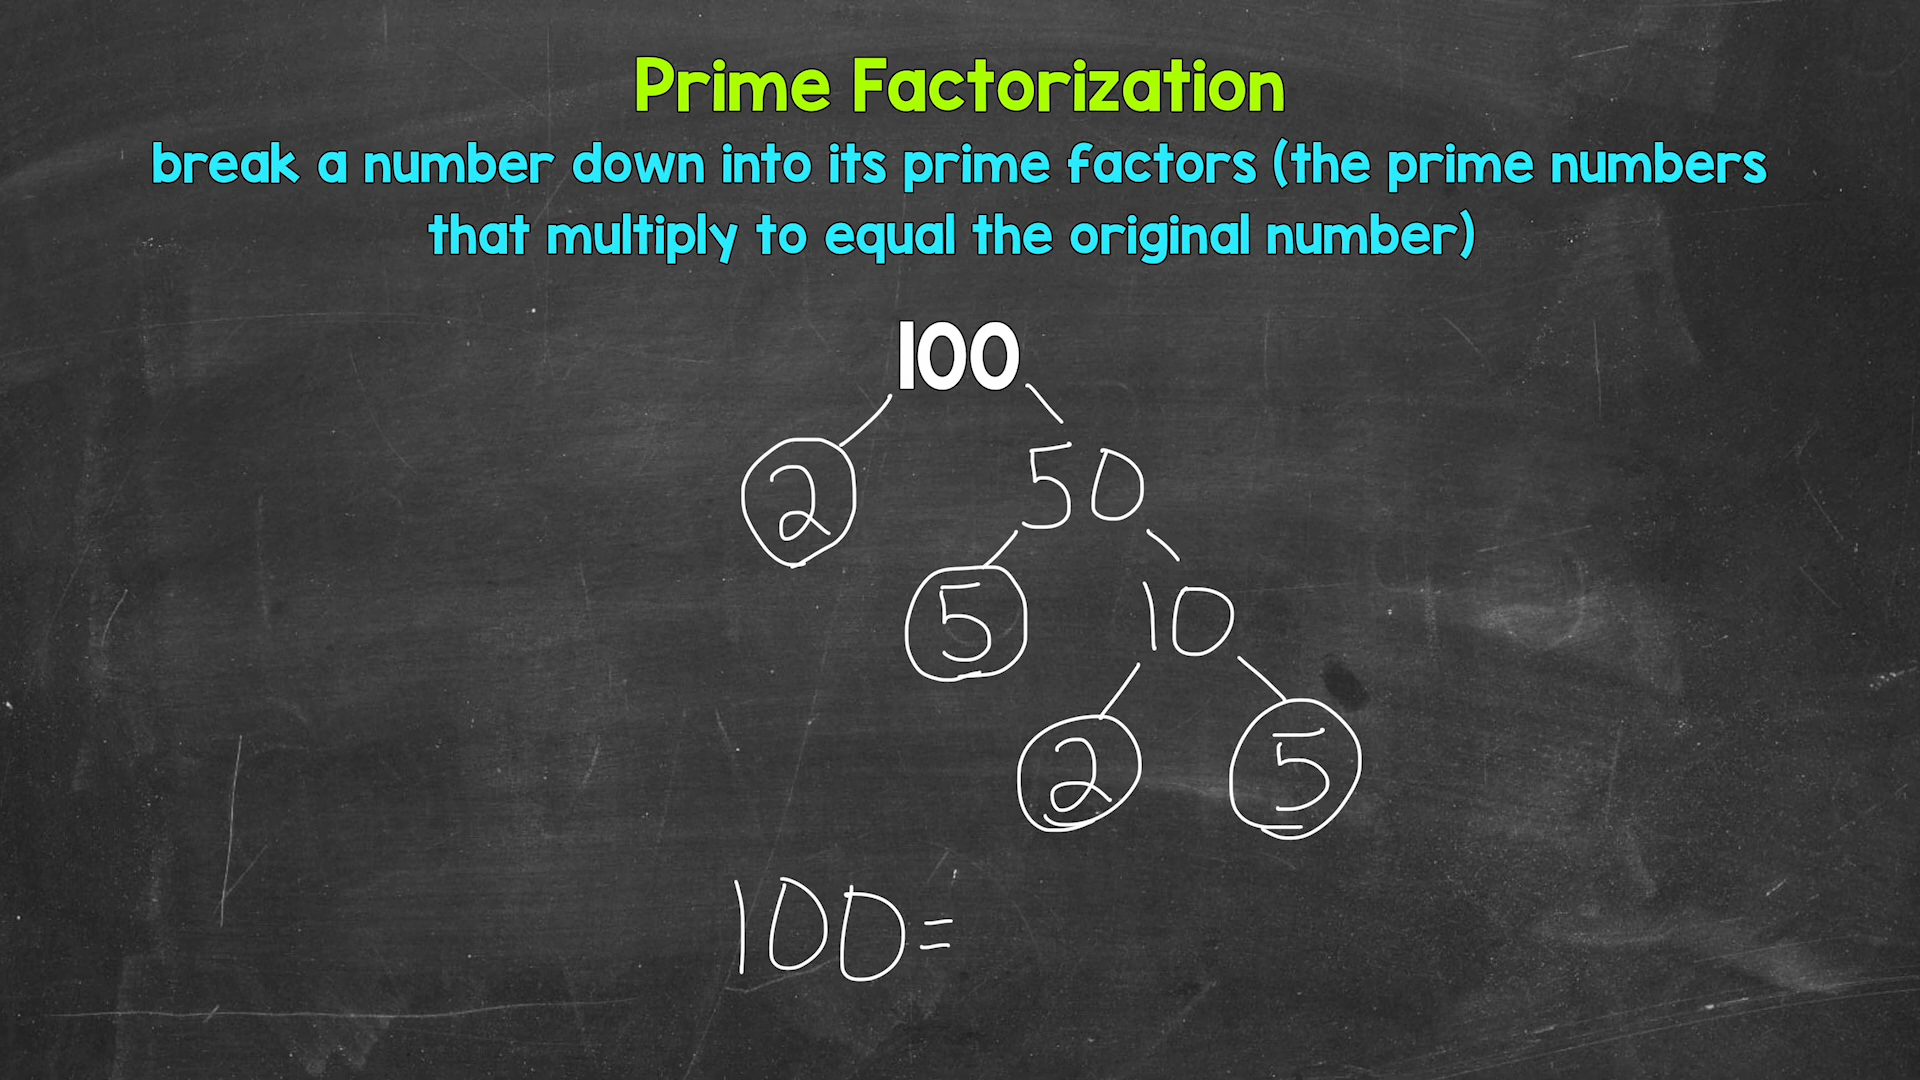 Prime Factorization
break a number down into its prime factors (the prime numbers
that multiply to equal the original number)
100
2 50
5 10
2 5
100=